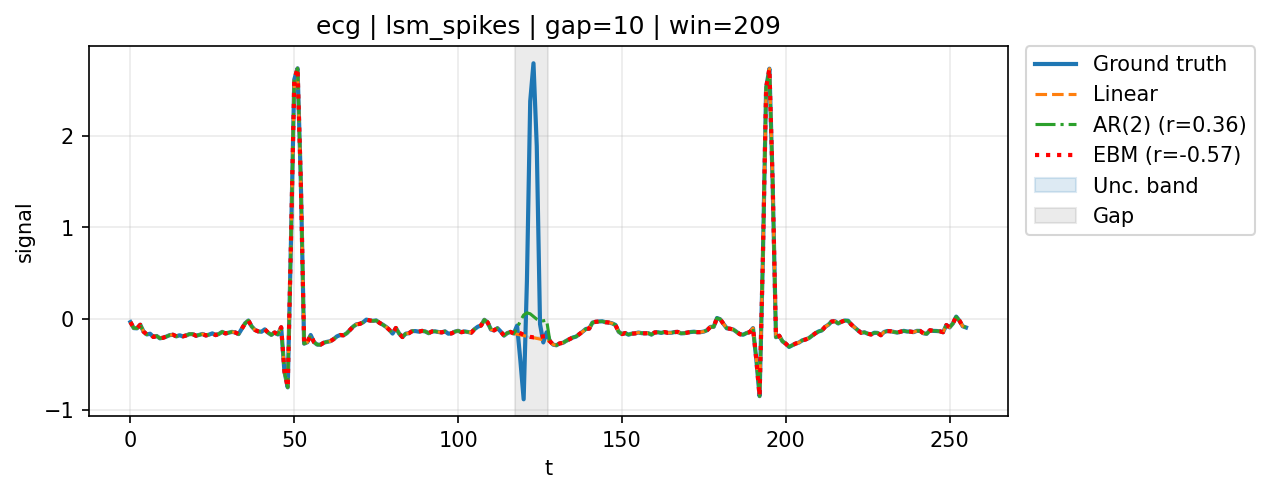 ecg | lsm_spikes | gap=10 | win=209
Ground truth
Linear
AR(2) (r=0.36)
EBM (r=-0.57)
Unc. band
Gap
signal
2
1
0
−1
0 50 100 150 200 250
t